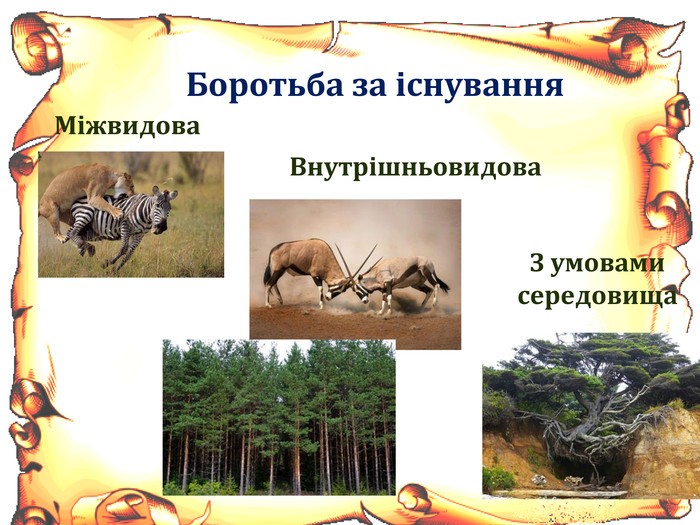 Боротьба за існування
Міжвидова
Внутрішньовидова
З умовами
середовища